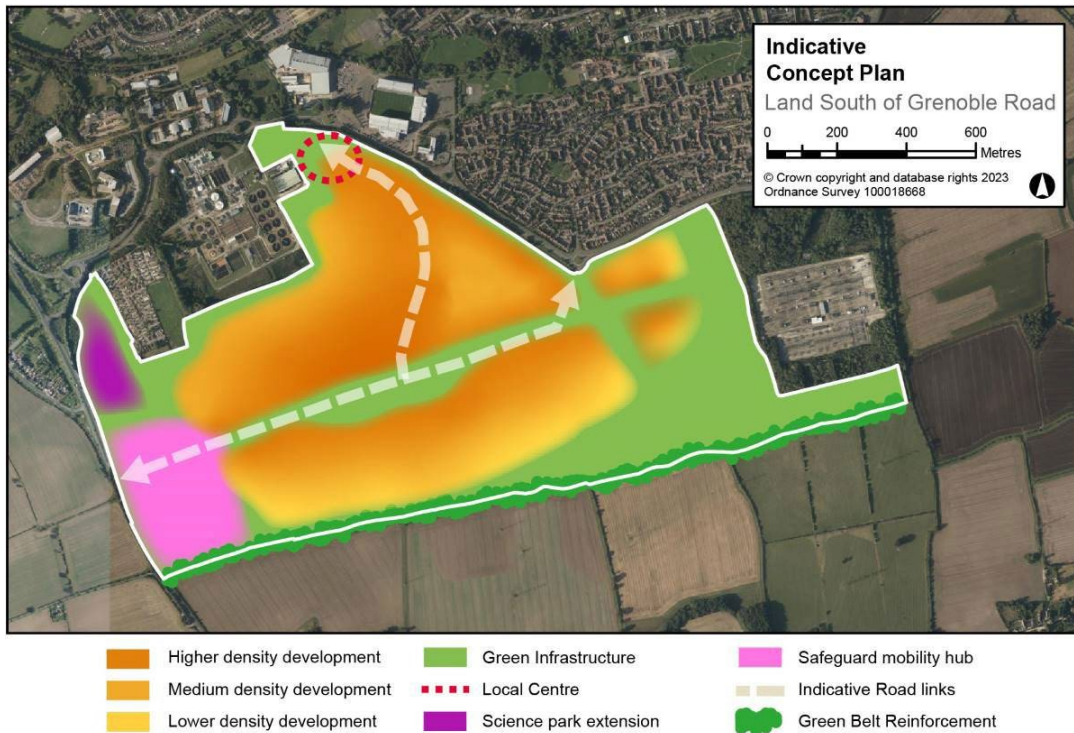 Indicative
Concept Plan
Land South of Grenoble Road
0 200 400 600
Metres
© Crown copyright and database rights 2023
Ordnance Survey 100018668
Higher density development
Medium density development
Lower density development
Green Infrastructure
Local Centre
Science park extension
Safeguard mobility hub
Indicative Road links
Green Belt Reinforcement